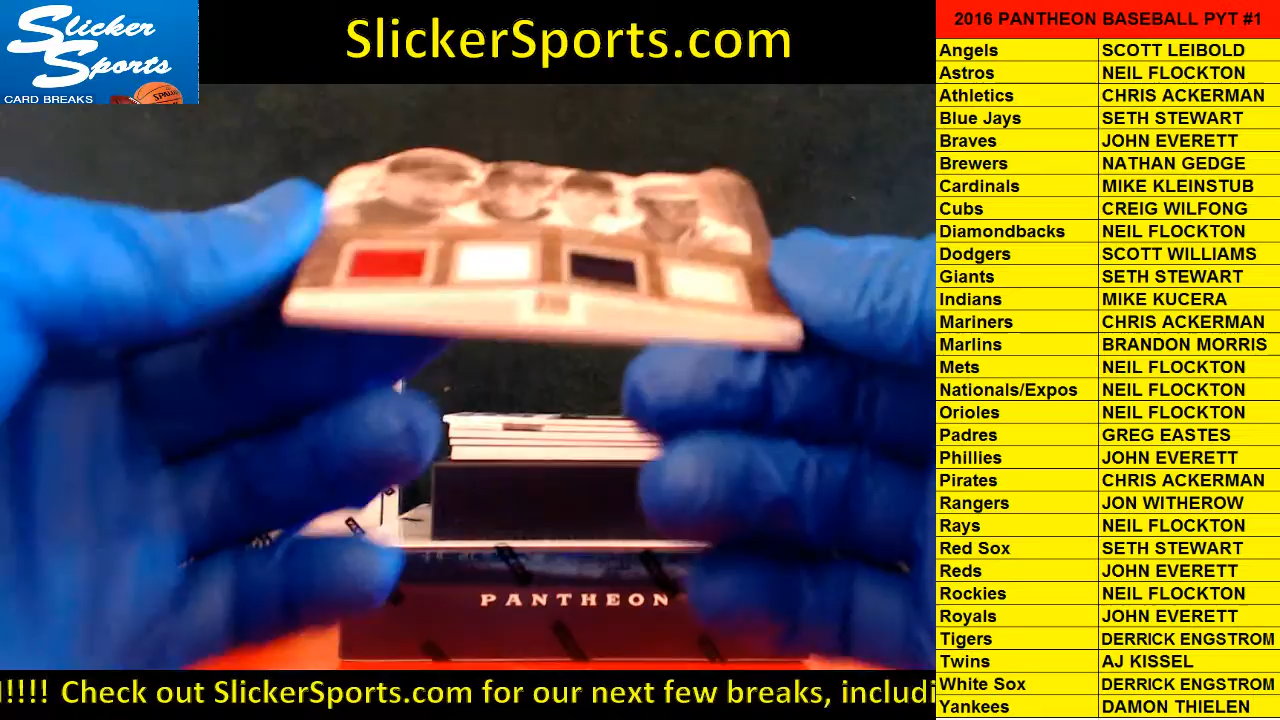 Slicker
Sports
CARD BREAKS
SPALDING
SlickerSports.com
2016 PANTHEON BASEBALL PYT #1
Angels SCOTT LEIBOLD
Astros NEIL FLOCKTON
Athletics CHRIS ACKERMAN
Blue Jays SETH STEWART
Braves JOHN EVERETT
Brewers NATHAN GEDGE
Cardinals MIKE KLEINSTUB
Cubs CREIG WILFONG
Diamondbacks NEIL FLOCKTON
Dodgers SCOTT WILLIAMS
Giants SETH STEWART
Indians MIKE KUCERA
Mariners CHRIS ACKERMAN
Marlins BRANDON MORRIS
Mets NEIL FLOCKTON
Nationals/Expos NEIL FLOCKTON
Orioles NEIL FLOCKTON
Padres GREG EASTES
Phillies JOHN EVERETT
Pirates CHRIS ACKERMAN
Rangers JON WITHEROW
Rays NEIL FLOCKTON
Red Sox SETH STEWART
Reds JOHN EVERETT
Rockies NEIL FLOCKTON
Royals JOHN EVERETT
Tigers DERRICK ENGSTROM
Twins AJ KISSEL
White Sox DERRICK ENGSTROM
Yankees DAMON THIELEN
PANTHEON
!!!!! Check out SlickerSports.com for our next few breaks, includi